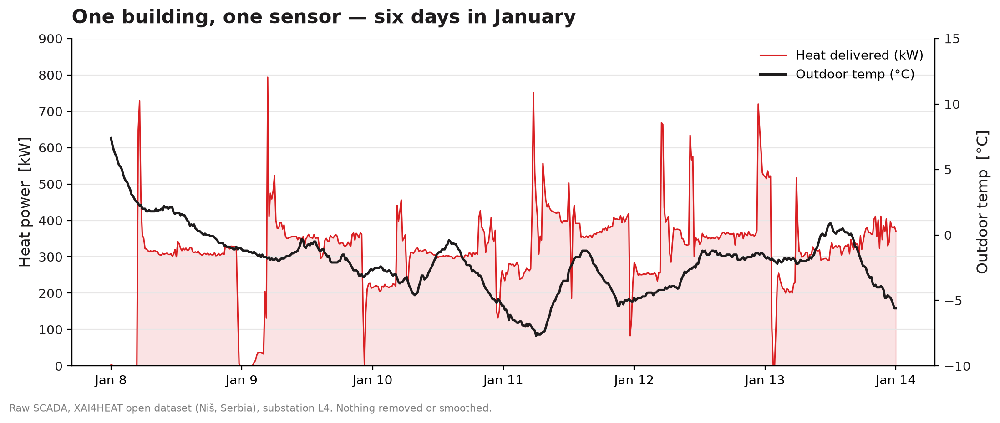 One building, one sensor — six days in January
Heat delivered (kW)
Outdoor temp (°C)
Heat power [kW]
900
800
700
600
500
400
300
200
100
0
15
10
5
0
−5
−10
Outdoor temp [°C]
Jan 8 Jan 9 Jan 10 Jan 11 Jan 12 Jan 13 Jan 14
Raw SCADA, XAI4HEAT open dataset (Niš, Serbia), substation L4. Nothing removed or smoothed.